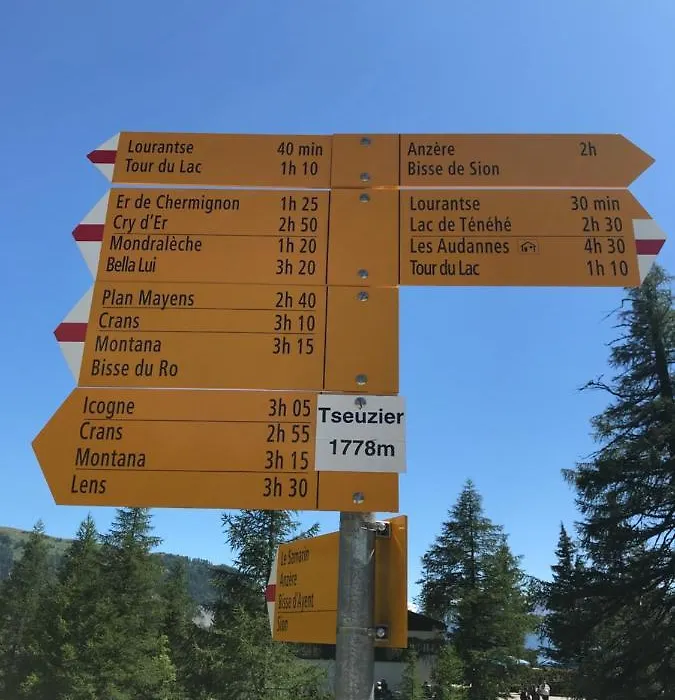 Lourantse 40 min
Tour du Lac 1h 10
Anzère 2h
Bisse de Sion
Er de Chermignon 1h 25
Cry d'Er 2h 50
Mondralèche 1h 20
Bella Lui 3h 20
Lourantse 30 min
Lac de Ténéhé 2h 30
Les Audannes 4h 30
Tour du Lac 1h 10
Plan Mayens 2h 40
Crans 3h 10
Montana 3h 15
Bisse du Ro
Icogne 3h 05
Crans 2h 55
Montana 3h 15
Lens 3h 30
Tseuzier
1778m
Le Samarin
Anzère
Bisse d'Ayent
Sion